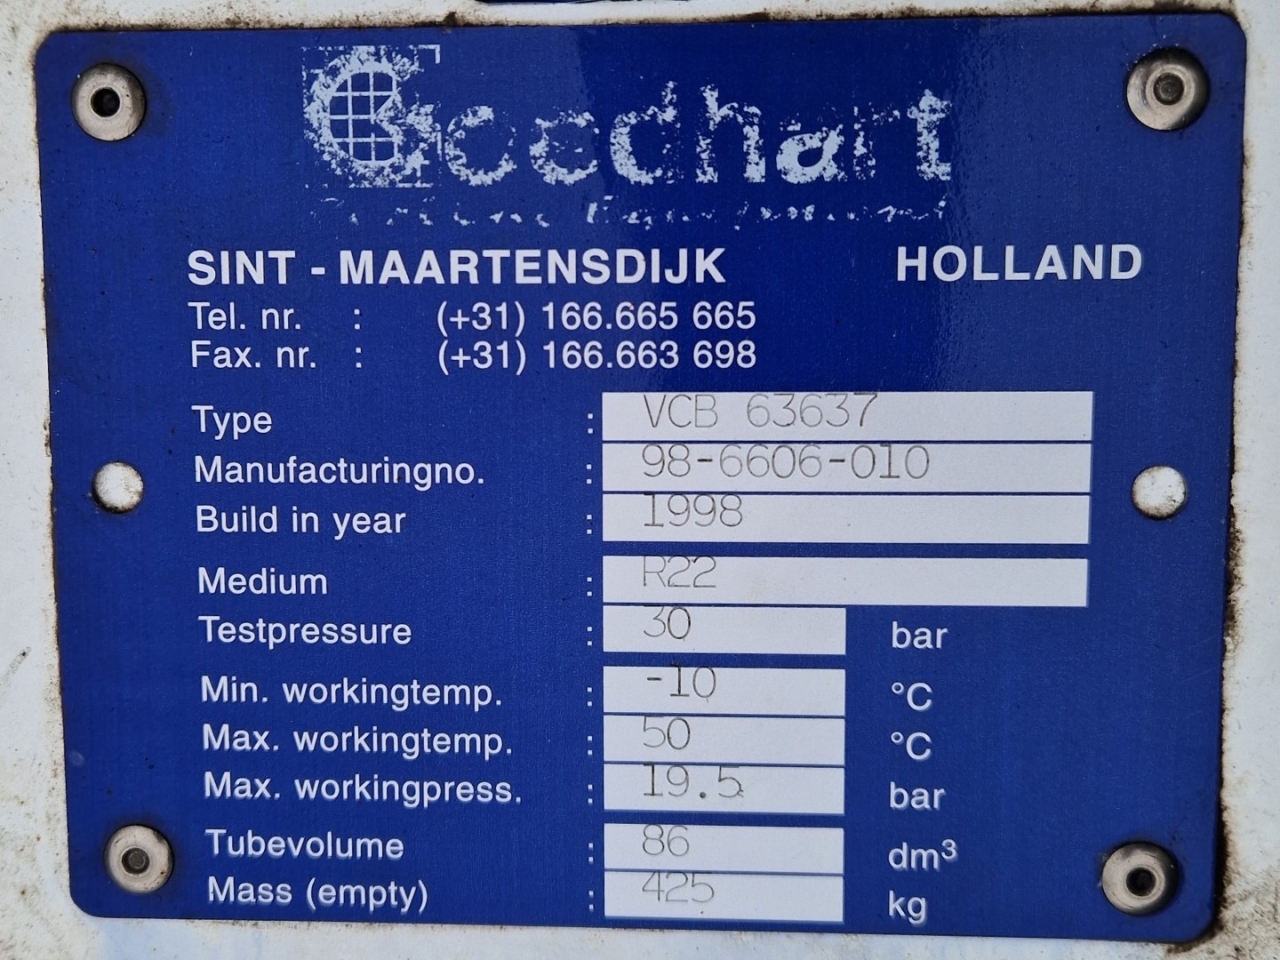 Goedhart
SINT - MAARTENSDIJK HOLLAND
Tel. nr. : (+31) 166.665 665
Fax. nr. : (+31) 166.663 698
Type : VCB 63637
Manufacturingno. : 98-6606-010
Build in year : 1998
Medium : R22
Testpressure : 30 bar
Min. workingtemp. : -10 °C
Max. workingtemp. : 50 °C
Max. workingpress. : 19.5 bar
Tubevolume : 86 dm³
Mass (empty) : 425 kg